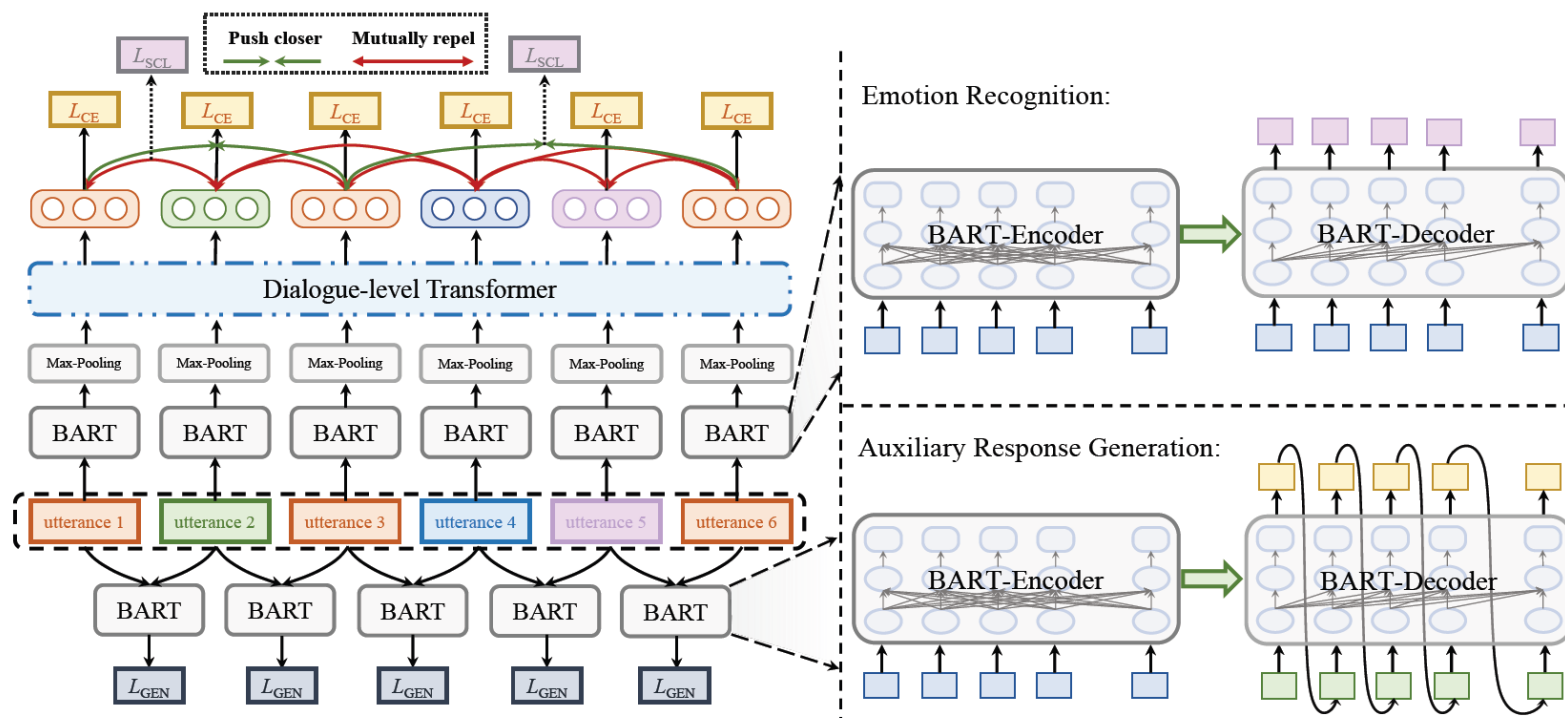 Push closer Mutually repel
L_SCL L_SCL
L_CE L_CE L_CE L_CE L_CE L_CE
Dialogue-level Transformer
Max-Pooling Max-Pooling Max-Pooling Max-Pooling Max-Pooling Max-Pooling
BART BART BART BART BART BART
utterance 1 utterance 2 utterance 3 utterance 4 utterance 5 utterance 6
BART BART BART BART BART
L_GEN L_GEN L_GEN L_GEN L_GEN
Emotion Recognition:
BART-Encoder BART-Decoder
Auxiliary Response Generation:
BART-Encoder BART-Decoder